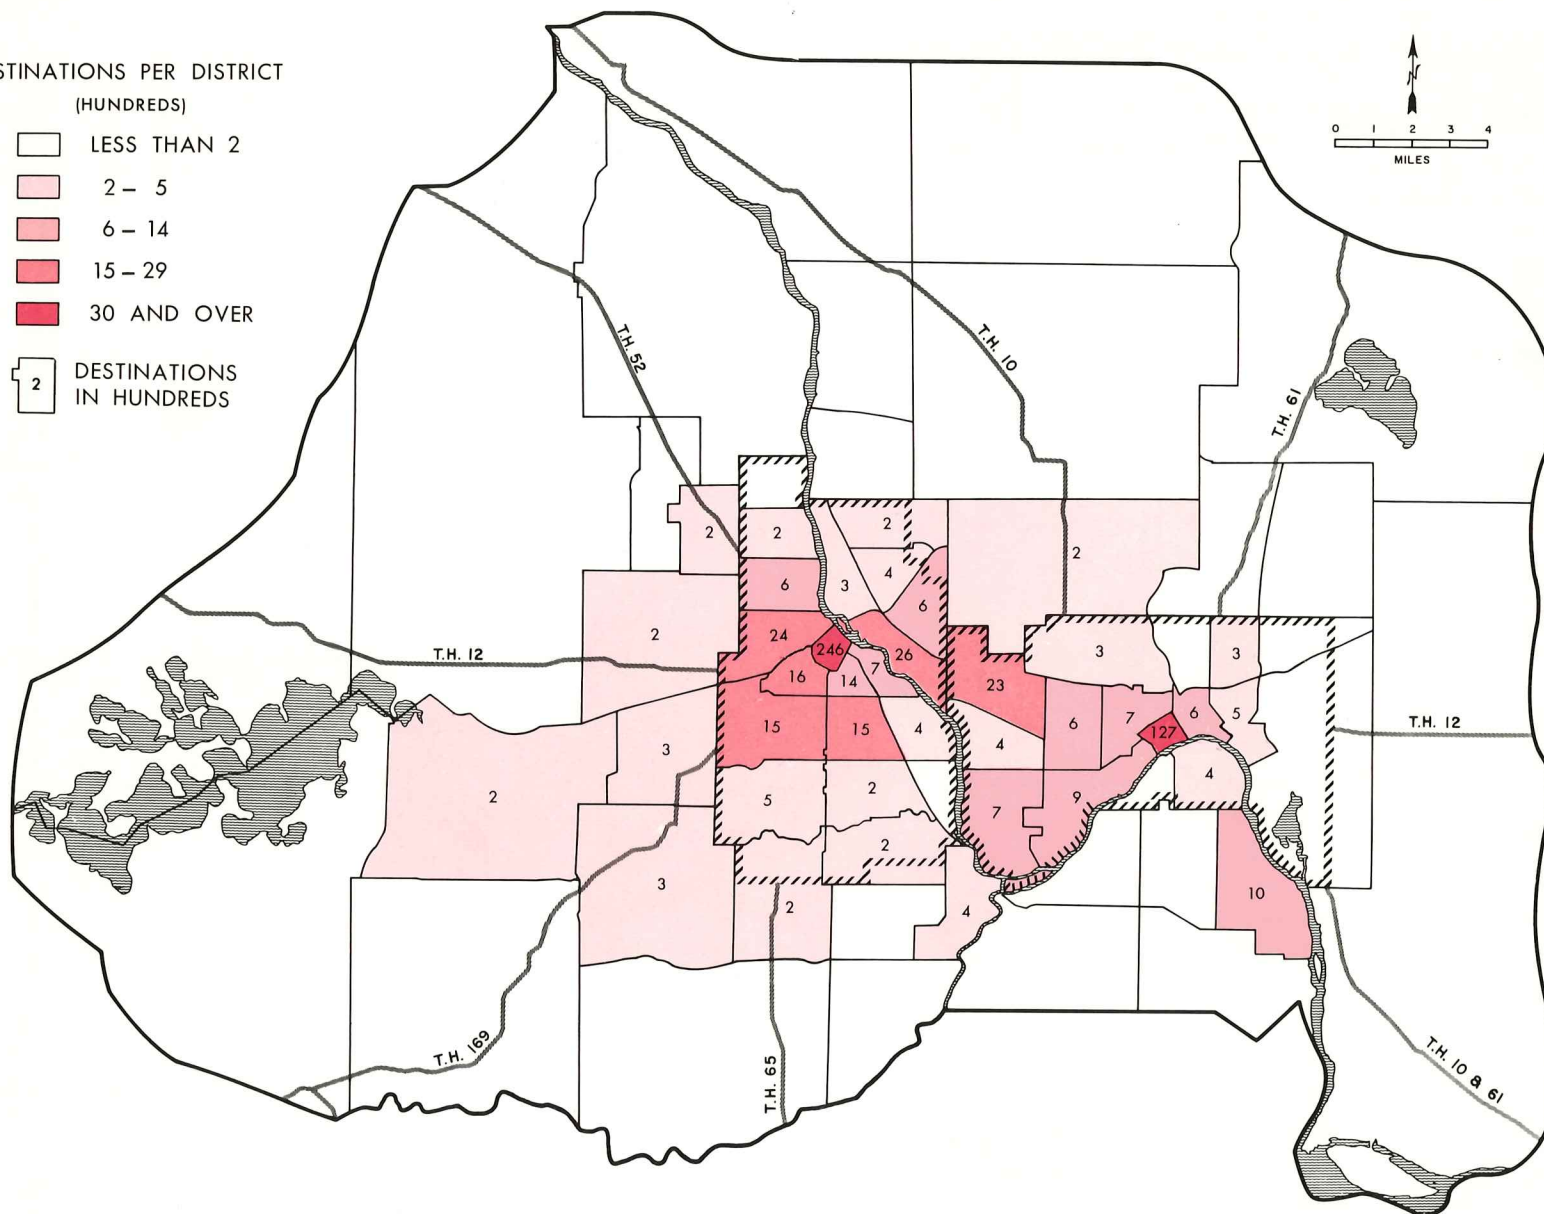 STINATIONS PER DISTRICT
(HUNDREDS)
LESS THAN 2
2 – 5
6 – 14
15 – 29
30 AND OVER
2
DESTINATIONS
IN HUNDREDS
N
0 1 2 3 4
MILES
T.H. 52
T.H. 10
T.H. 61
2
2
2
2
6
3
4
6
2
T.H. 12
24
246
7
26
3
3
16
14
23
15
15
4
4
6
7
127
6
5
T.H. 12
3
2
5
2
7
9
4
2
3
2
4
10
T.H. 169
T.H. 65
T.H. 10 & 61